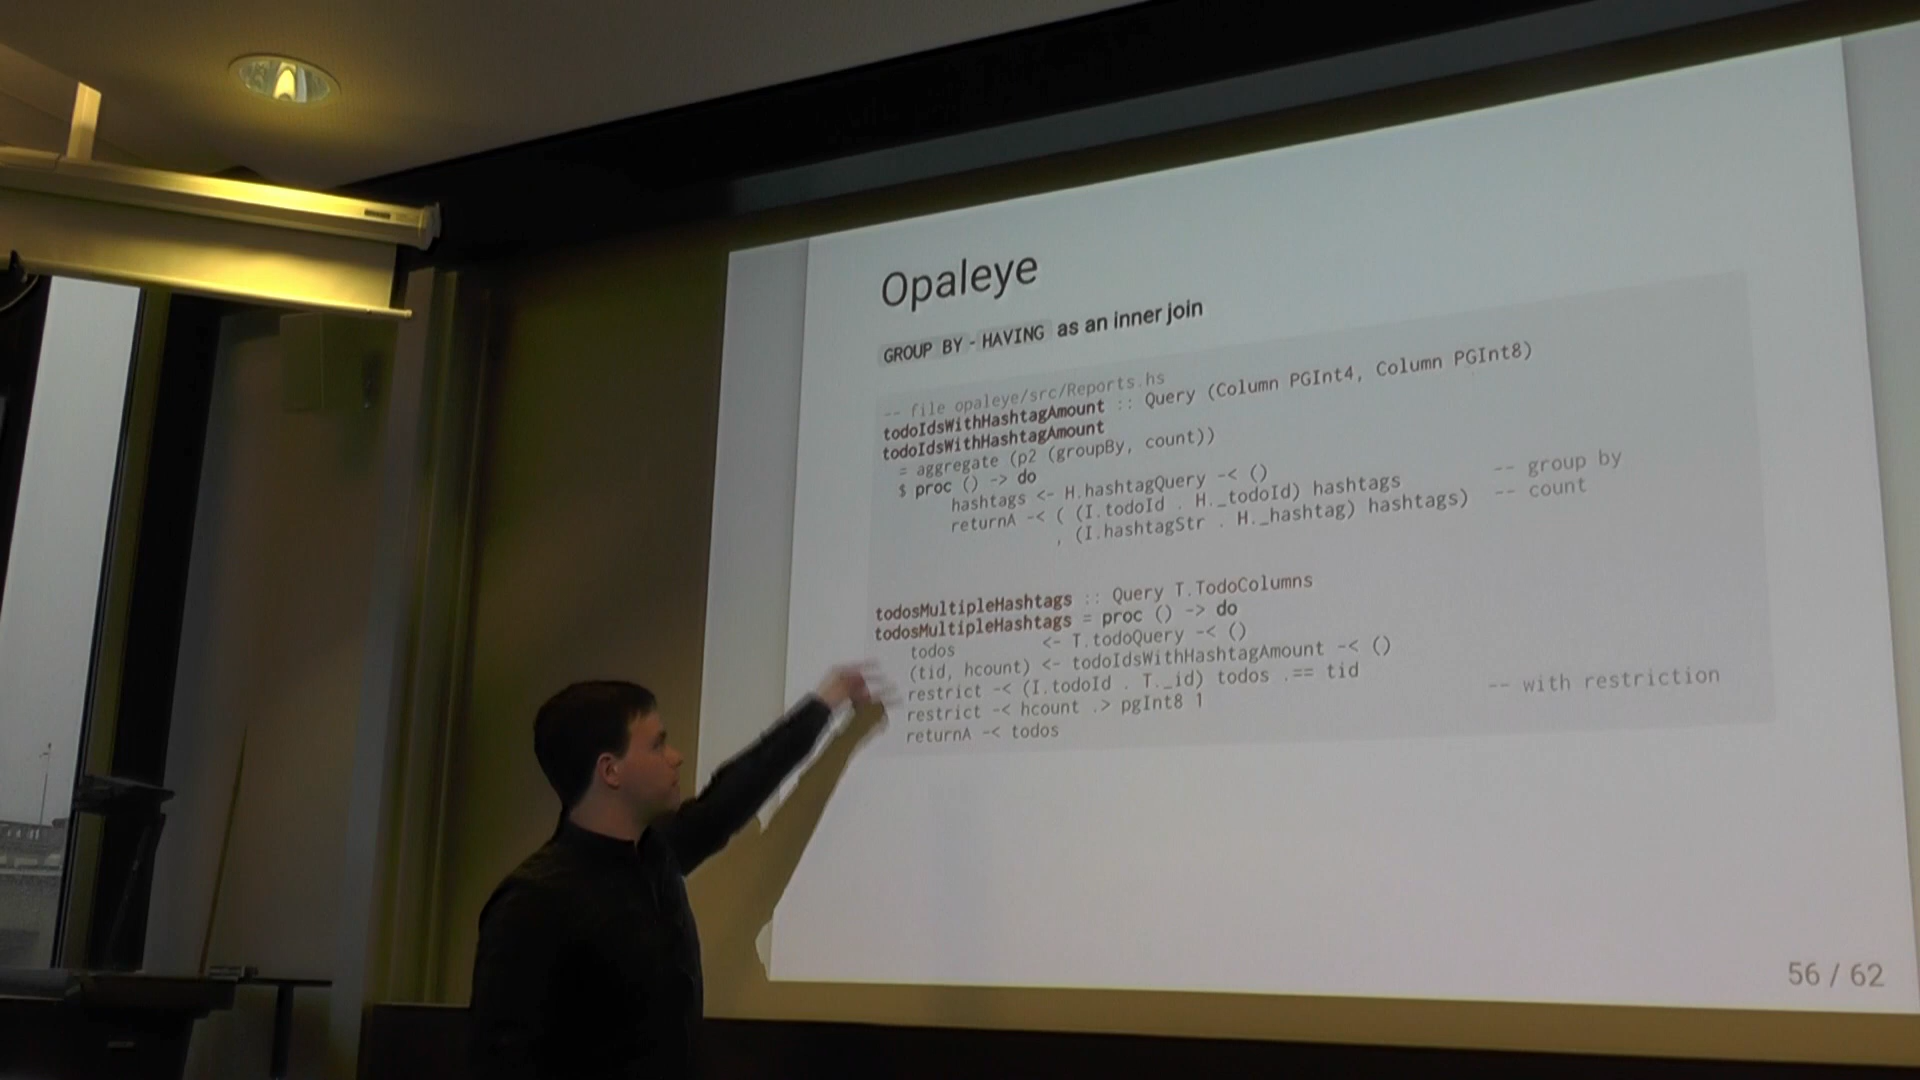 Opaleye
GROUP BY - HAVING as an inner join
-- file opaleye/src/Reports.hs
todoIdsWithHashtagAmount :: Query (Column PGInt4, Column PGInt8)
todoIdsWithHashtagAmount
= aggregate (p2 (groupBy, count))
$ proc () -> do
hashtags <- H.hashtagQuery -< ()
returnA -< ( (I.todoId . H._todoId) hashtags -- group by
, (I.hashtagStr . H._hashtag) hashtags) -- count
todosMultipleHashtags :: Query T.TodoColumns
todosMultipleHashtags = proc () -> do
todos <- T.todoQuery -< ()
(tid, hcount) <- todoIdsWithHashtagAmount -< ()
restrict -< (I.todoId . T._id) todos .== tid
restrict -< hcount .> pgInt8 1 -- with restriction
returnA -< todos
56 / 62